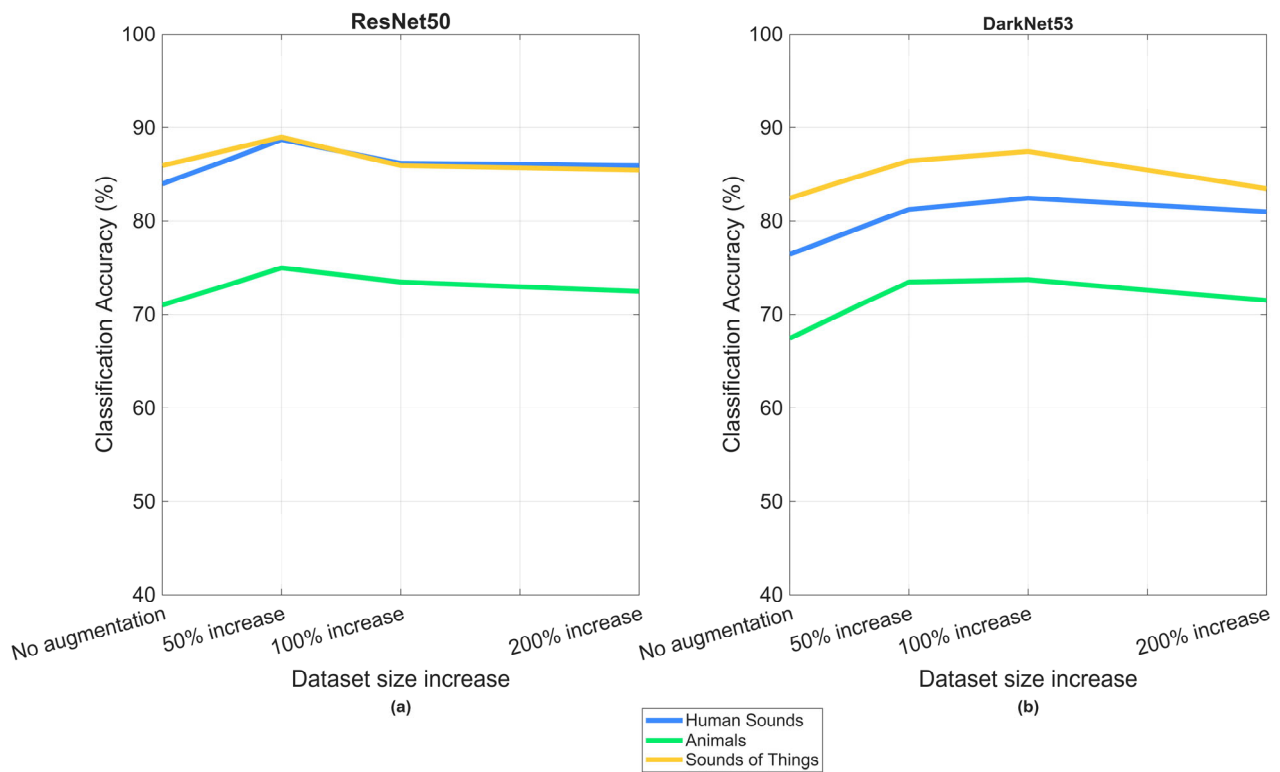 ResNet50
100
90
80
70
60
50
40
Classification Accuracy (%)
No augmentation
50% increase
100% increase
200% increase
Dataset size increase
(a)
DarkNet53
100
90
80
70
60
50
40
Classification Accuracy (%)
No augmentation
50% increase
100% increase
200% increase
Dataset size increase
(b)
Human Sounds
Animals
Sounds of Things